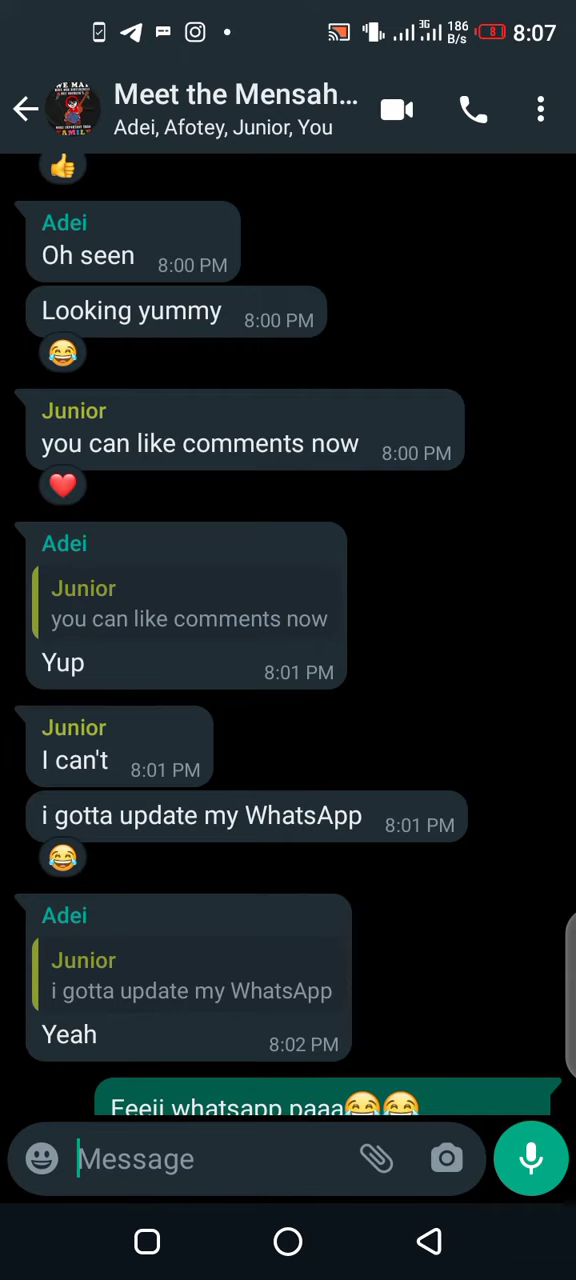 3G 186 B/s 8 8:07
Meet the Mensah...
Adei, Afotey, Junior, You
Adei
Oh seen 8:00 PM
Looking yummy 8:00 PM
Junior
you can like comments now 8:00 PM
Adei
Junior
you can like comments now
Yup 8:01 PM
Junior
I can't 8:01 PM
i gotta update my WhatsApp 8:01 PM
Adei
Junior
i gotta update my WhatsApp
Yeah 8:02 PM
Feeii whatsapp paaa😂😂
Message